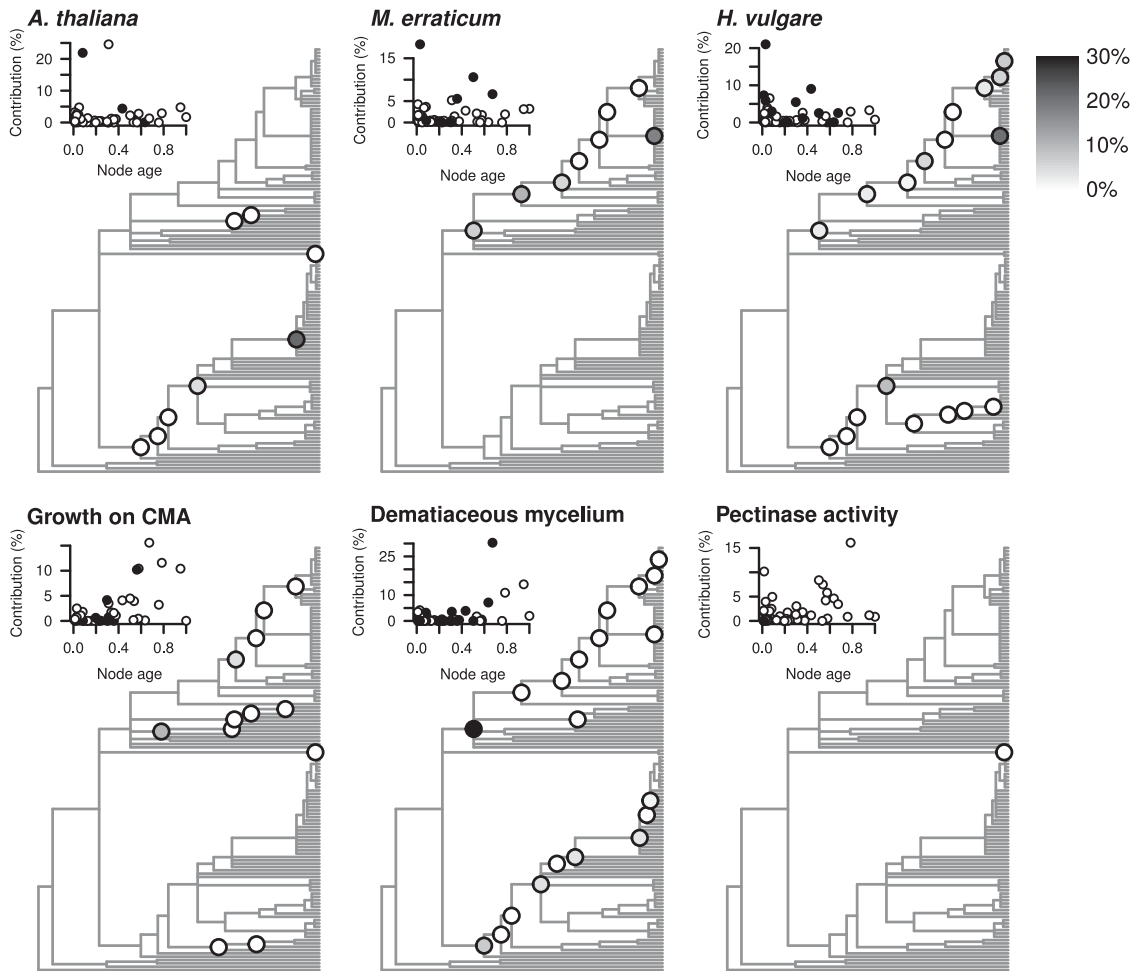 A. thaliana
Contribution (%)
20
10
0
0.0 0.4 0.8
Node age
M. erraticum
Contribution (%)
15
5
0
0.0 0.4 0.8
Node age
H. vulgare
Contribution (%)
20
10
0
0.0 0.4 0.8
Node age
30%
20%
10%
0%
Growth on CMA
Contribution (%)
10
5
0
0.0 0.4 0.8
Node age
Dematiaceous mycelium
Contribution (%)
25
15
5
0
0.0 0.4 0.8
Node age
Pectinase activity
Contribution (%)
15
5
0
0.0 0.4 0.8
Node age